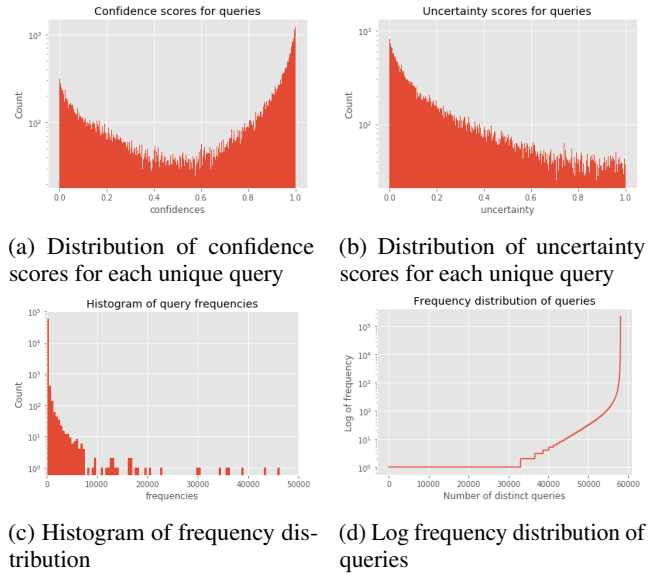 Confidence scores for queries
Count
10³
10²
0.0 0.2 0.4 0.6 0.8 1.0
confidences
Uncertainty scores for queries
Count
10³
10²
0.0 0.2 0.4 0.6 0.8 1.0
uncertainty
(a) Distribution of confidence
scores for each unique query
(b) Distribution of uncertainty
scores for each unique query
Histogram of query frequencies
Count
10⁵
10⁴
10³
10²
10¹
10⁰
0 10000 20000 30000 40000 50000
frequencies
Frequency distribution of queries
Log of frequency
10⁵
10⁴
10³
10²
10¹
10⁰
0 10000 20000 30000 40000 50000 60000
Number of distinct queries
(c) Histogram of frequency dis-
tribution
(d) Log frequency distribution of
queries